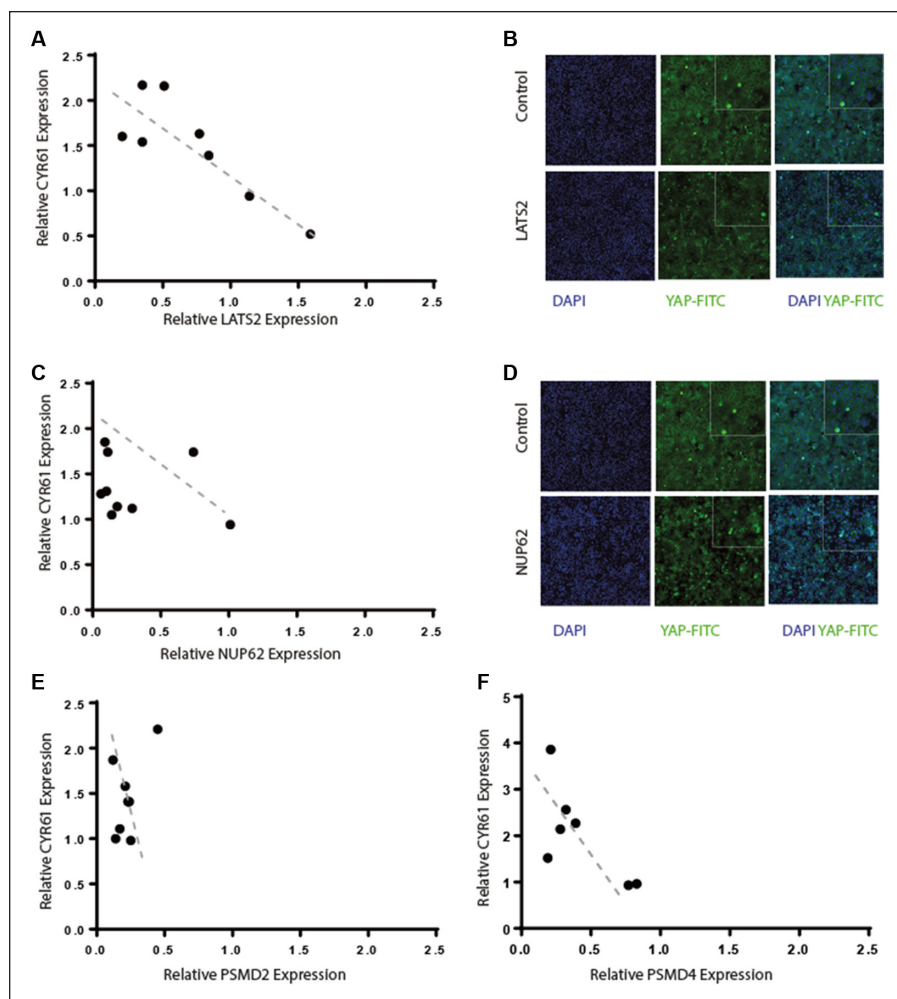 A
2.5
2.0
1.5
1.0
0.5
0.0
Relative CYR61 Expression
0.0 0.5 1.0 1.5 2.0 2.5
Relative LATS2 Expression
B
Control
LATS2
DAPI YAP-FITC DAPI YAP-FITC
C
2.5
2.0
1.5
1.0
0.5
0.0
Relative CYR61 Expression
0.0 0.5 1.0 1.5 2.0 2.5
Relative NUP62 Expression
D
Control
NUP62
DAPI YAP-FITC DAPI YAP-FITC
E
2.5
2.0
1.5
1.0
0.5
0.0
Relative CYR61 Expression
0.0 0.5 1.0 1.5 2.0 2.5
Relative PSMD2 Expression
F
5
4
3
2
1
0
Relative CYR61 Expression
0.0 0.5 1.0 1.5 2.0 2.5
Relative PSMD4 Expression